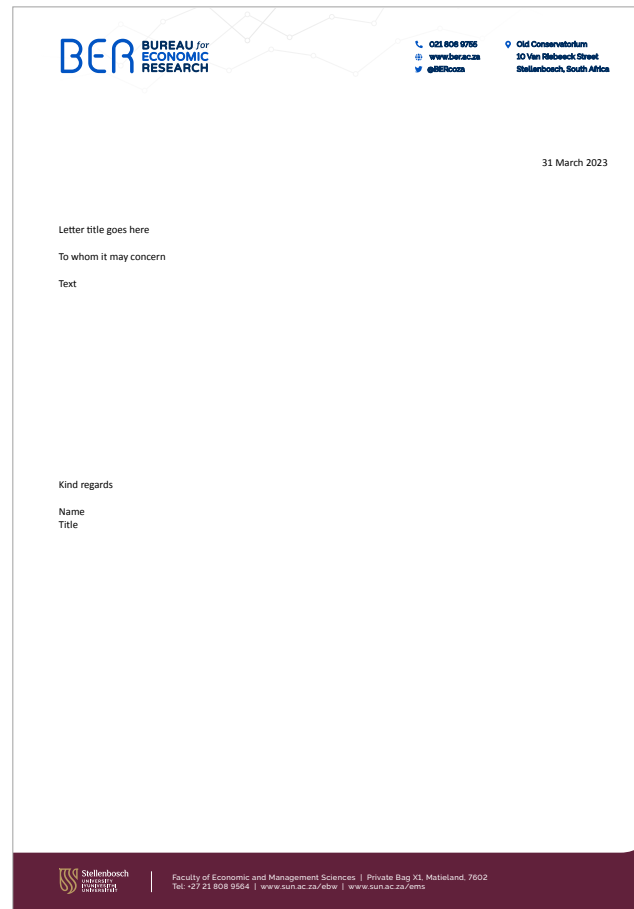 BER BUREAU for
ECONOMIC
RESEARCH
021 808 9755
www.ber.ac.za
@BERcoza
Old Conservatorium
10 Van Riebeeck Street
Stellenbosch, South Africa
31 March 2023
Letter title goes here
To whom it may concern
Text
Kind regards
Name
Title
Stellenbosch
UNIVERSITY
IYUNIVESITHI
UNIVERSITEIT
Faculty of Economic and Management Sciences | Private Bag X1, Matieland, 7602
Tel: +27 21 808 9564 | www.sun.ac.za/ebw | www.sun.ac.za/ems